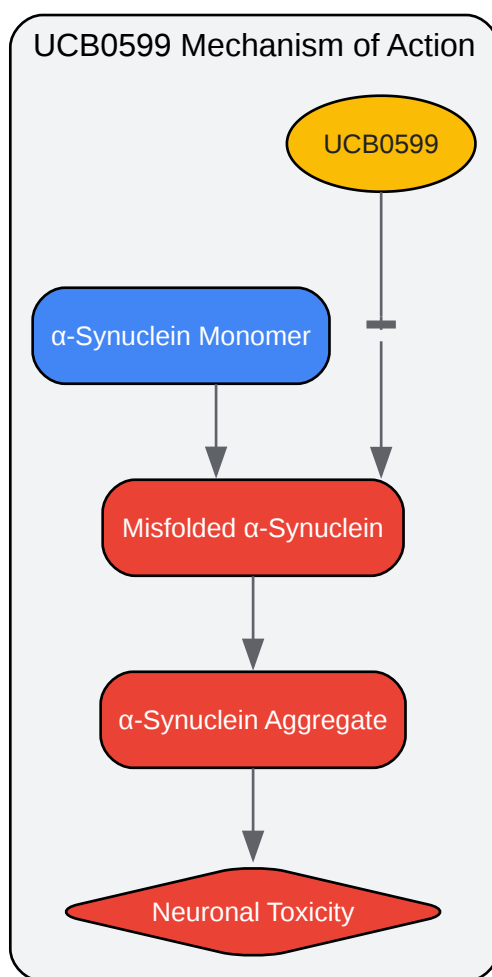 UCB0599 Mechanism of Action
UCB0599
α-Synuclein Monomer
Misfolded α-Synuclein
α-Synuclein Aggregate
Neuronal Toxicity